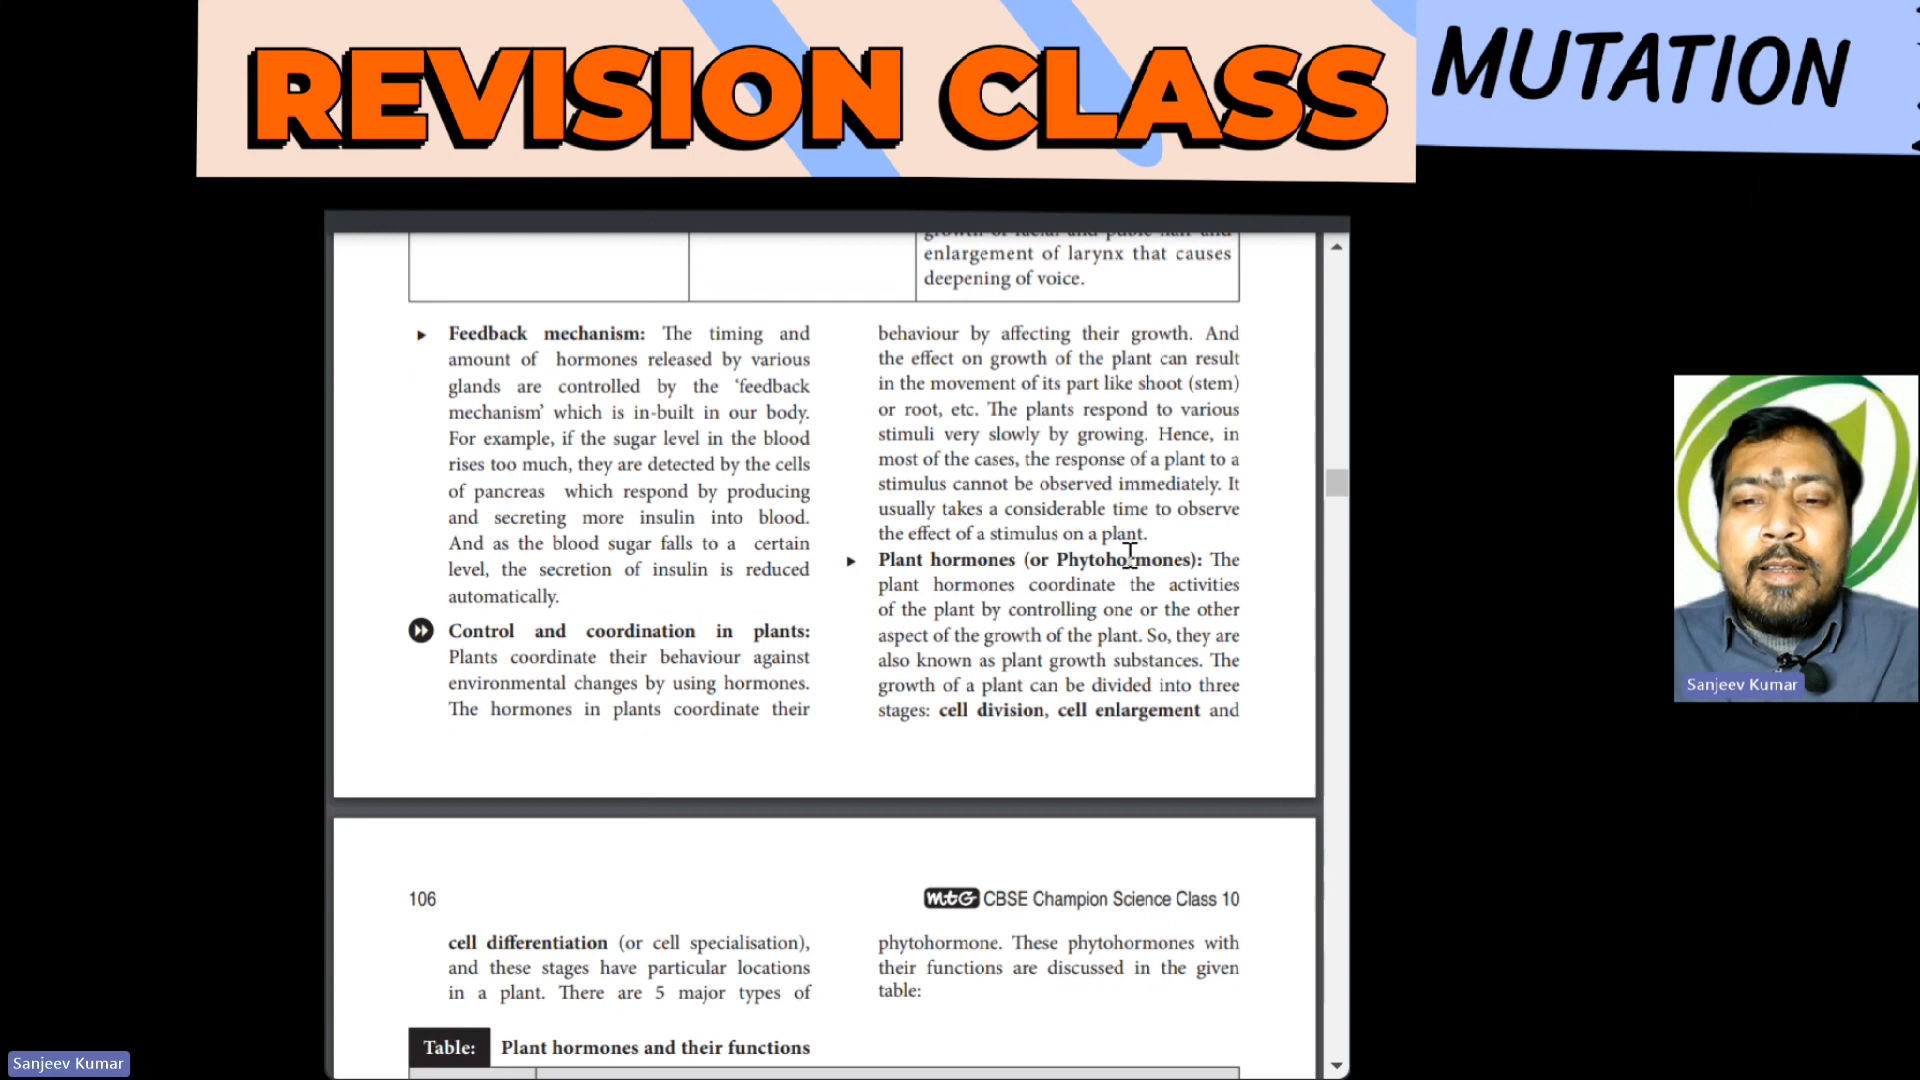 REVISION CLASS
MUTATION
growth of facial and pubic hair and
enlargement of larynx that causes
deepening of voice.
▶ Feedback mechanism: The timing and
amount of hormones released by various
glands are controlled by the ‘feedback
mechanism’ which is in-built in our body.
For example, if the sugar level in the blood
rises too much, they are detected by the cells
of pancreas which respond by producing
and secreting more insulin into blood.
And as the blood sugar falls to a certain
level, the secretion of insulin is reduced
automatically.
Control and coordination in plants:
Plants coordinate their behaviour against
environmental changes by using hormones.
The hormones in plants coordinate their
behaviour by affecting their growth. And
the effect on growth of the plant can result
in the movement of its part like shoot (stem)
or root, etc. The plants respond to various
stimuli very slowly by growing. Hence, in
most of the cases, the response of a plant to a
stimulus cannot be observed immediately. It
usually takes a considerable time to observe
the effect of a stimulus on a plant.
▶ Plant hormones (or Phytohormones): The
plant hormones coordinate the activities
of the plant by controlling one or the other
aspect of the growth of the plant. So, they are
also known as plant growth substances. The
growth of a plant can be divided into three
stages: cell division, cell enlargement and
106
mtG CBSE Champion Science Class 10
cell differentiation (or cell specialisation),
and these stages have particular locations
in a plant. There are 5 major types of
phytohormone. These phytohormones with
their functions are discussed in the given
table:
Table: Plant hormones and their functions
Sanjeev Kumar
Sanjeev Kumar